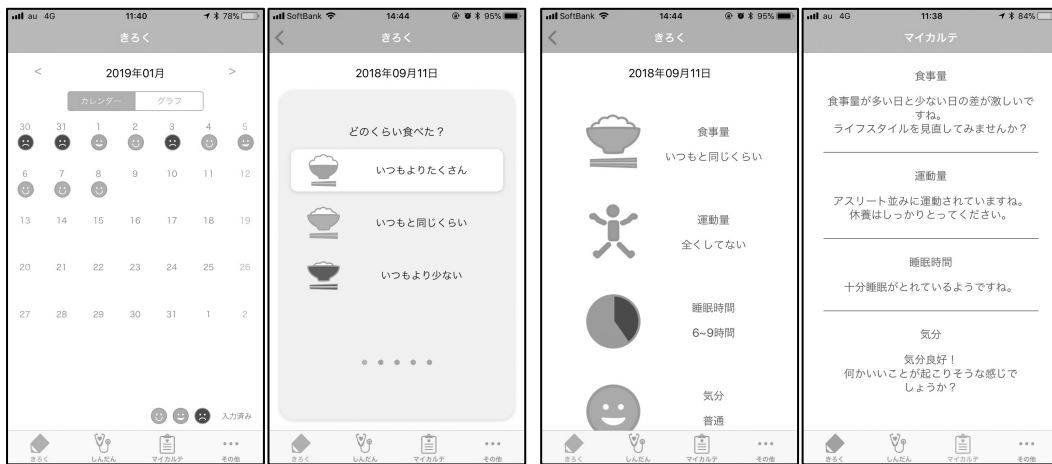 au 4G 11:40 78%
きろく
< 2019年01月 >
カレンダー グラフ
30 31 1 2 3 4 5
6 7 8 9 10 11 12
13 14 15 16 17 18 19
20 21 22 23 24 25 26
27 28 29 30 31 1 2
入力済み
きろく しんだん マイカルテ その他
SoftBank 14:44 95%
きろく
2018年09月11日
どのくらい食べた？
いつもよりたくさん
いつもと同じくらい
いつもより少ない
きろく しんだん マイカルテ その他
SoftBank 14:44 95%
きろく
2018年09月11日
食事量
いつもと同じくらい
運動量
全くしてない
睡眠時間
6~9時間
気分
普通
きろく しんだん マイカルテ その他
au 4G 11:38 84%
マイカルテ
食事量
食事量が多い日と少ない日の差が激しいで
すね。
ライフスタイルを見直してみませんか？
運動量
アスリート並みに運動されていますね。
休養はしっかりとってください。
睡眠時間
十分睡眠がとれているようですね。
気分
気分良好！
何かいいことが起こりそうな感じで
しょうか？
きろく しんだん マイカルテ その他